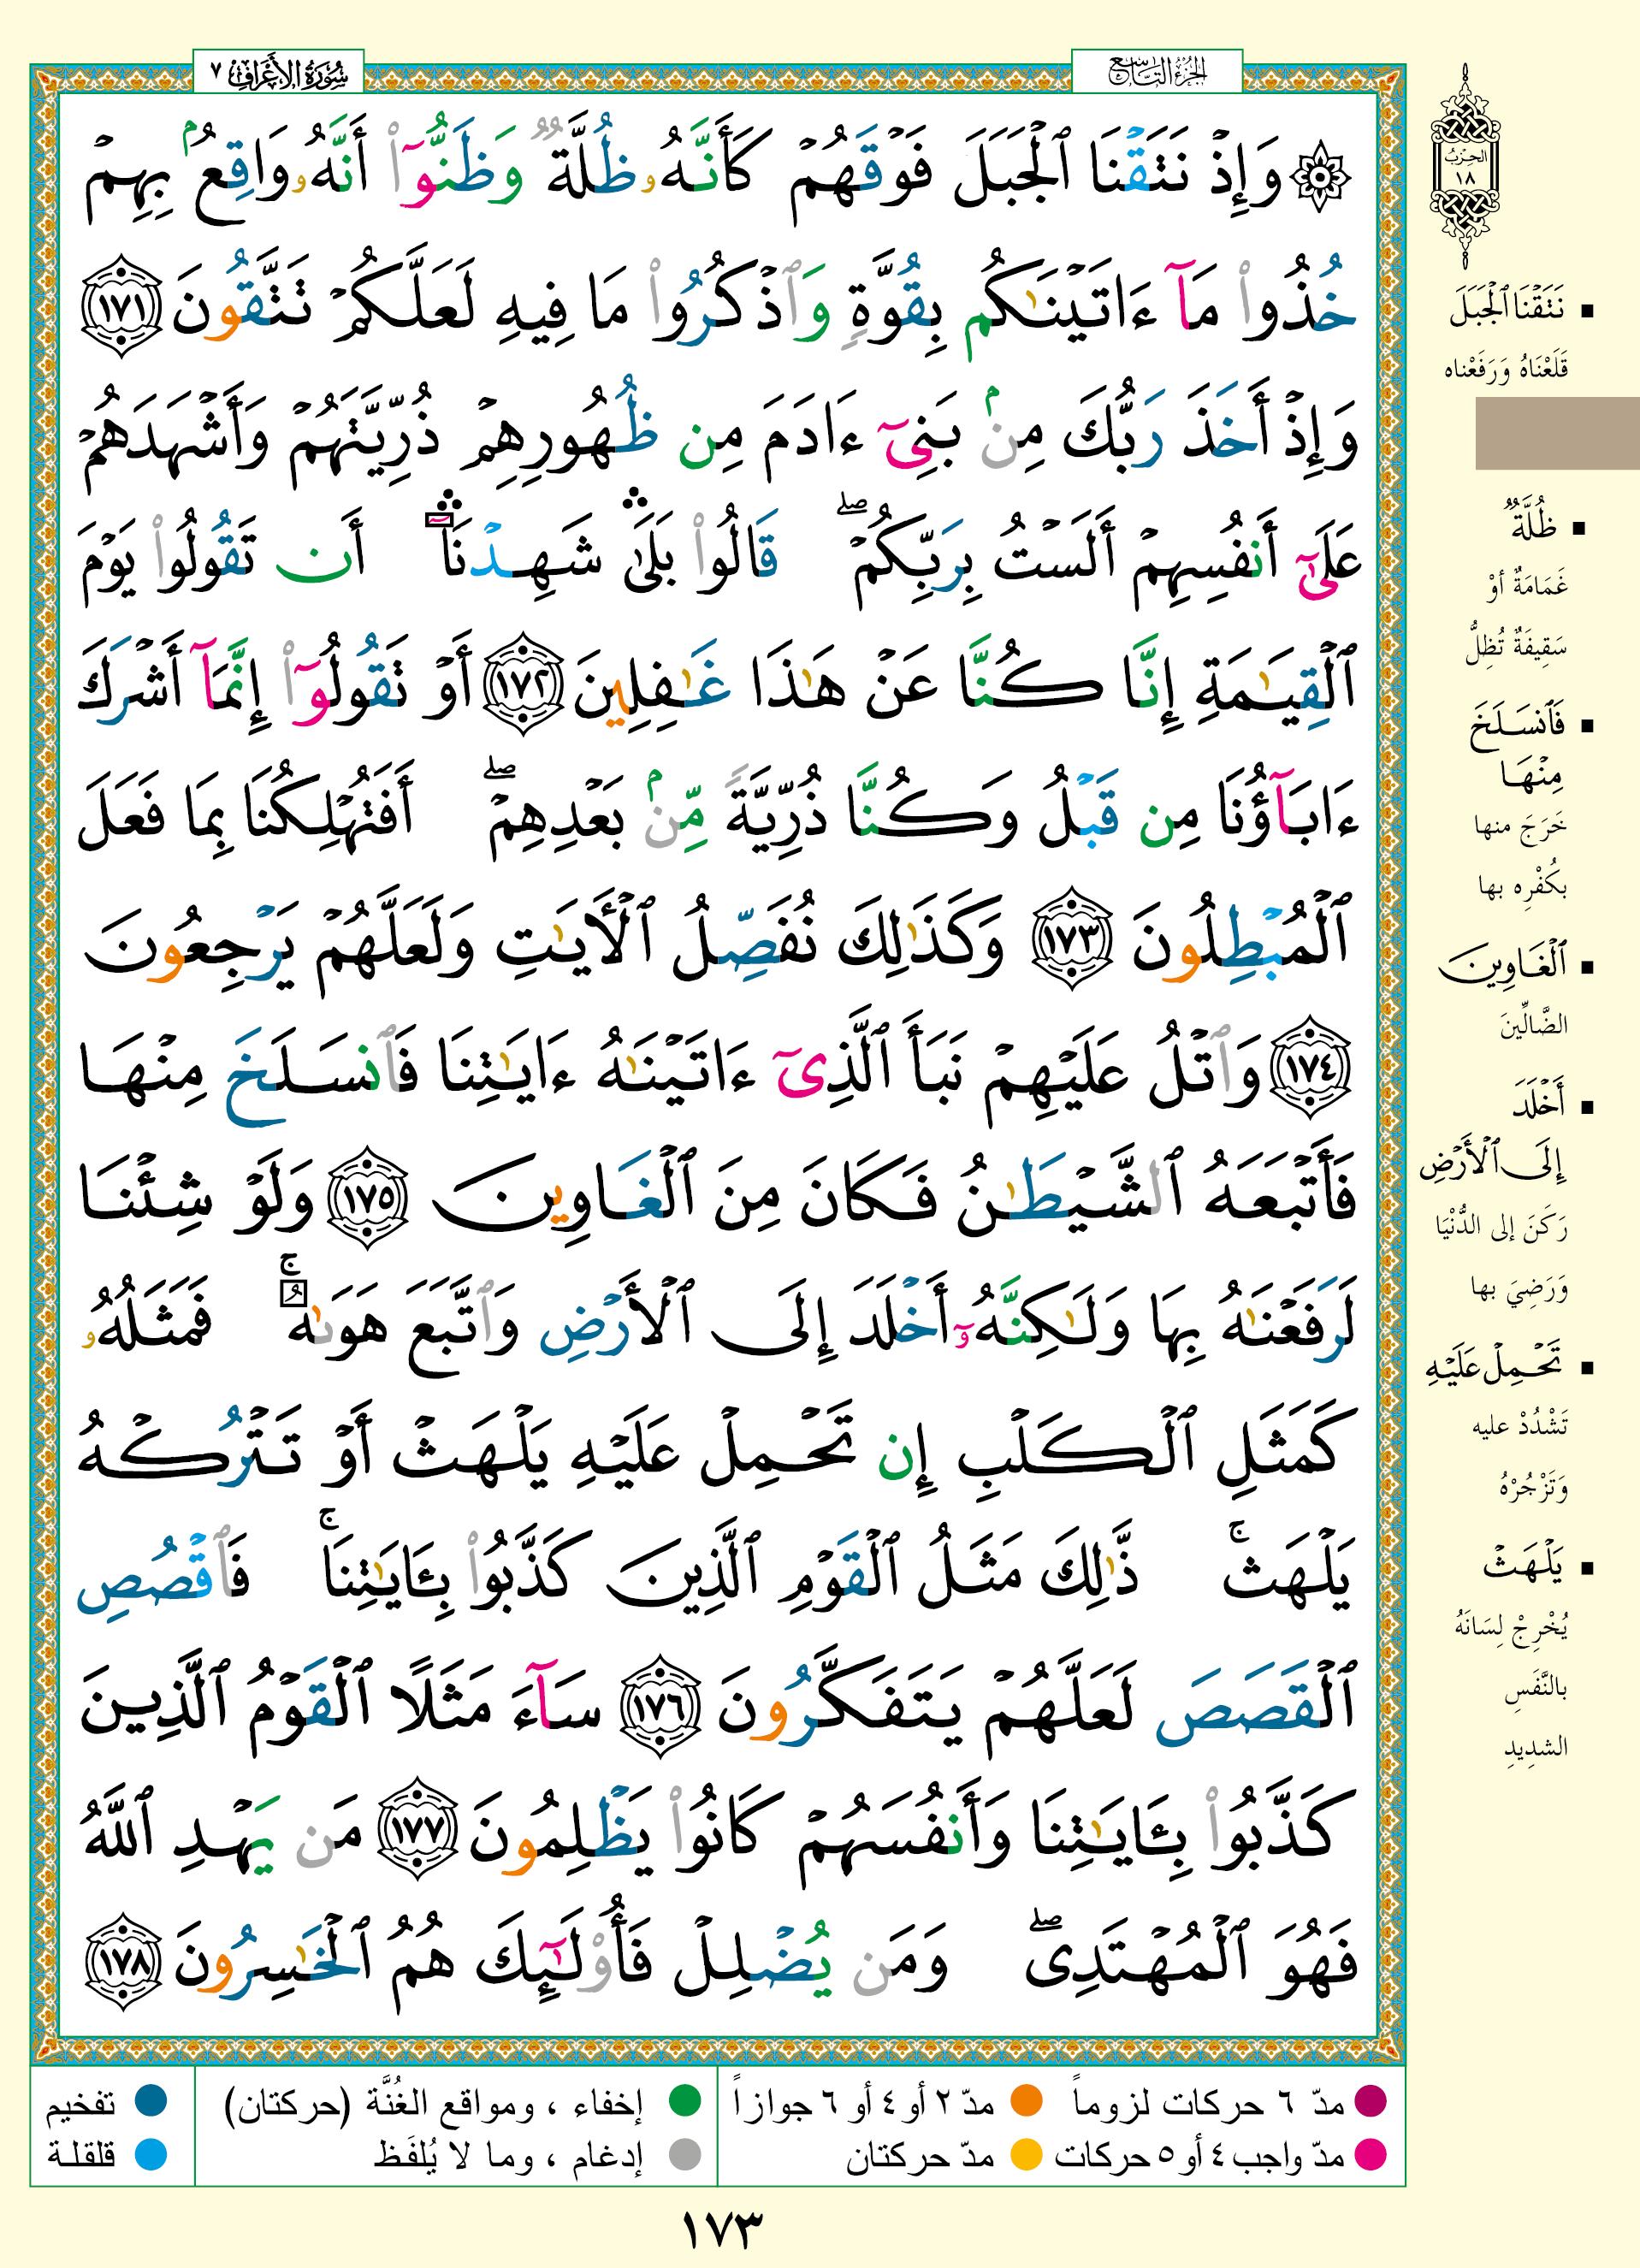 الجزء التاسع
سورة الأعراف ٧
۞ وَإِذْ نَتَقْنَا ٱلْجَبَلَ فَوْقَهُمْ كَأَنَّهُۥ ظُلَّةٌ وَظَنُّوٓا۟ أَنَّهُۥ وَاقِعٌۢ بِهِمْ
خُذُوا۟ مَآ ءَاتَيْنَٰكُم بِقُوَّةٍ وَٱذْكُرُوا۟ مَا فِيهِ لَعَلَّكُمْ تَتَّقُونَ ١٧١
وَإِذْ أَخَذَ رَبُّكَ مِنۢ بَنِىٓ ءَادَمَ مِن ظُهُورِهِمْ ذُرِّيَّتَهُمْ وَأَشْهَدَهُمْ
عَلَىٰٓ أَنفُسِهِمْ أَلَسْتُ بِرَبِّكُمْ ۖ قَالُوا۟ بَلَىٰ ۛ شَهِدْنَآ ۛ أَن تَقُولُوا۟ يَوْمَ
ٱلْقِيَٰمَةِ إِنَّا كُنَّا عَنْ هَٰذَا غَٰفِلِينَ ١٧٢ أَوْ تَقُولُوٓا۟ إِنَّمَآ أَشْرَكَ
ءَابَآؤُنَا مِن قَبْلُ وَكُنَّا ذُرِّيَّةً مِّنۢ بَعْدِهِمْ ۖ أَفَتُهْلِكُنَا بِمَا فَعَلَ
ٱلْمُبْطِلُونَ ١٧٣ وَكَذَٰلِكَ نُفَصِّلُ ٱلْءَايَٰتِ وَلَعَلَّهُمْ يَرْجِعُونَ
١٧٤ وَٱتْلُ عَلَيْهِمْ نَبَأَ ٱلَّذِىٓ ءَاتَيْنَٰهُ ءَايَٰتِنَا فَٱنسَلَخَ مِنْهَا
فَأَتْبَعَهُ ٱلشَّيْطَٰنُ فَكَانَ مِنَ ٱلْغَاوِينَ ١٧٥ وَلَوْ شِئْنَا
لَرَفَعْنَٰهُ بِهَا وَلَٰكِنَّهُۥٓ أَخْلَدَ إِلَى ٱلْأَرْضِ وَٱتَّبَعَ هَوَىٰهُ ۚ فَمَثَلُهُۥ
كَمَثَلِ ٱلْكَلْبِ إِن تَحْمِلْ عَلَيْهِ يَلْهَثْ أَوْ تَتْرُكْهُ
يَلْهَث ۚ ذَّٰلِكَ مَثَلُ ٱلْقَوْمِ ٱلَّذِينَ كَذَّبُوا۟ بِـَٔايَٰتِنَا ۚ فَٱقْصُصِ
ٱلْقَصَصَ لَعَلَّهُمْ يَتَفَكَّرُونَ ١٧٦ سَآءَ مَثَلًا ٱلْقَوْمُ ٱلَّذِينَ
كَذَّبُوا۟ بِـَٔايَٰتِنَا وَأَنفُسَهُمْ كَانُوا۟ يَظْلِمُونَ ١٧٧ مَن يَهْدِ ٱللَّهُ
فَهُوَ ٱلْمُهْتَدِى ۖ وَمَن يُضْلِلْ فَأُو۟لَٰٓئِكَ هُمُ ٱلْخَٰسِرُونَ ١٧٨
الحزب
١٨
▪ نَتَقْنَا ٱلْجَبَلَ
قَلَعْنَاهُ وَرَفَعْناه
▪ ظُلَّةٌ
غَمَامَةٌ أوْ
سَقِيفَةٌ تُظِلُّ
▪ فَٱنسَلَخَ
مِنْهَا
خَرَجَ منها
بكُفْرِه بها
▪ ٱلْغَاوِينَ
الضَّالِّينَ
▪ أَخْلَدَ
إِلَى ٱلْأَرْضِ
رَكَنَ إلى الدُّنْيَا
وَرَضِيَ بها
▪ تَحْمِلْ عَلَيْهِ
تَشْدُدْ عليه
وَتَزْجُرْهُ
▪ يَلْهَثْ
يُخْرِجْ لِسَانَهُ
بالنَّفَسِ
الشديدِ
مدّ ٦ حركات لزوماً
مدّ ٢ أو ٤ أو ٦ جوازاً
إخفاء ، ومواقع الغُنَّة (حركتان)
تفخيم
مدّ واجب ٤ أو ٥ حركات
مدّ حركتان
إدغام ، وما لا يُلفَظ
قلقلة
١٧٣